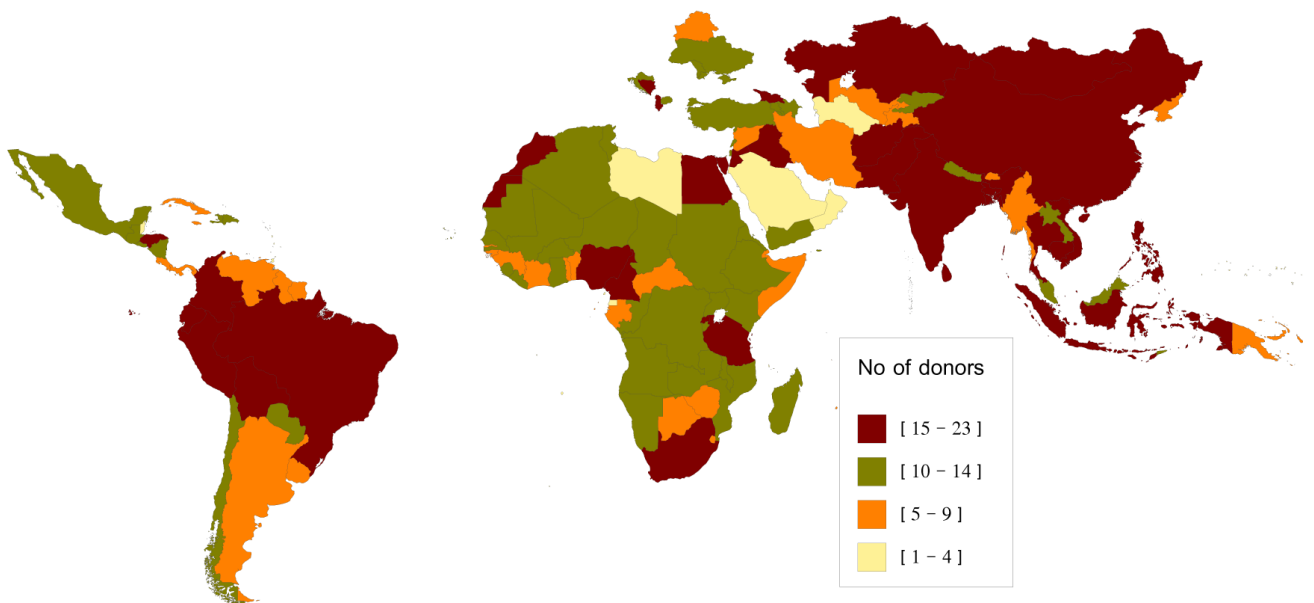 No of donors
[ 15 – 23 ]
[ 10 – 14 ]
[ 5 – 9 ]
[ 1 – 4 ]